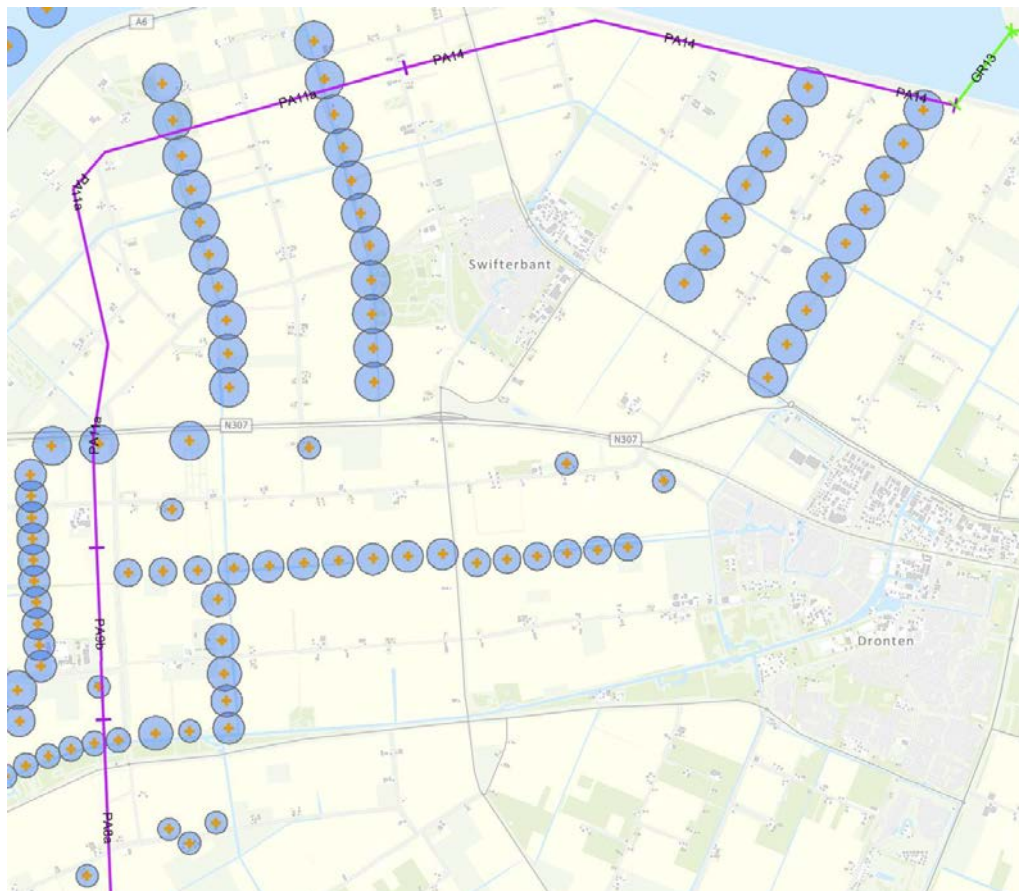 A6
PA14
PA14
GR13
PA11a
PA14
PA11a
Swifterbant
N307
N307
PA11a
PA9b
Dronten
PA8a